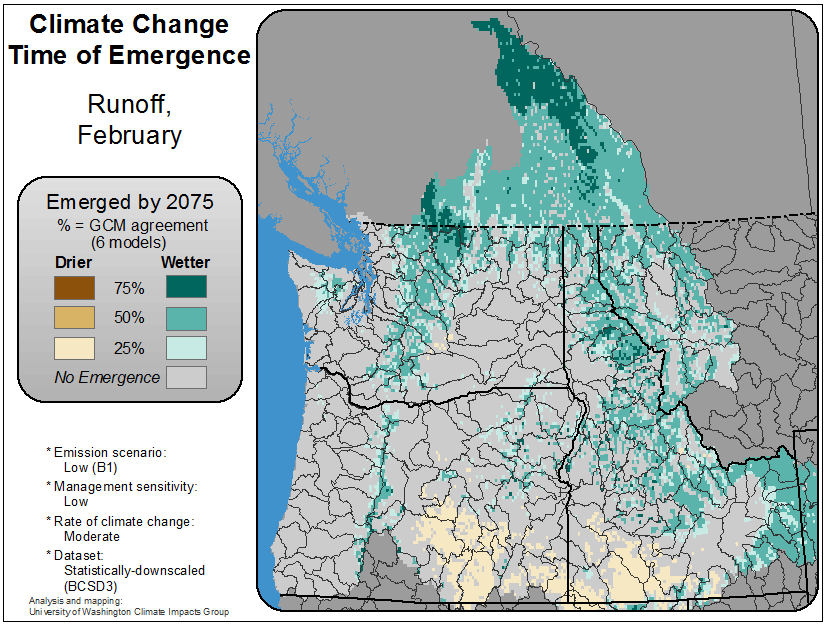 Climate Change
Time of Emergence
Runoff,
February
Emerged by 2075
% = GCM agreement
(6 models)
Drier Wetter
75%
50%
25%
No Emergence
* Emission scenario:
Low (B1)
* Management sensitivity:
Low
* Rate of climate change:
Moderate
* Dataset:
Statistically-downscaled
(BCSD3)
Analysis and mapping:
University of Washington Climate Impacts Group